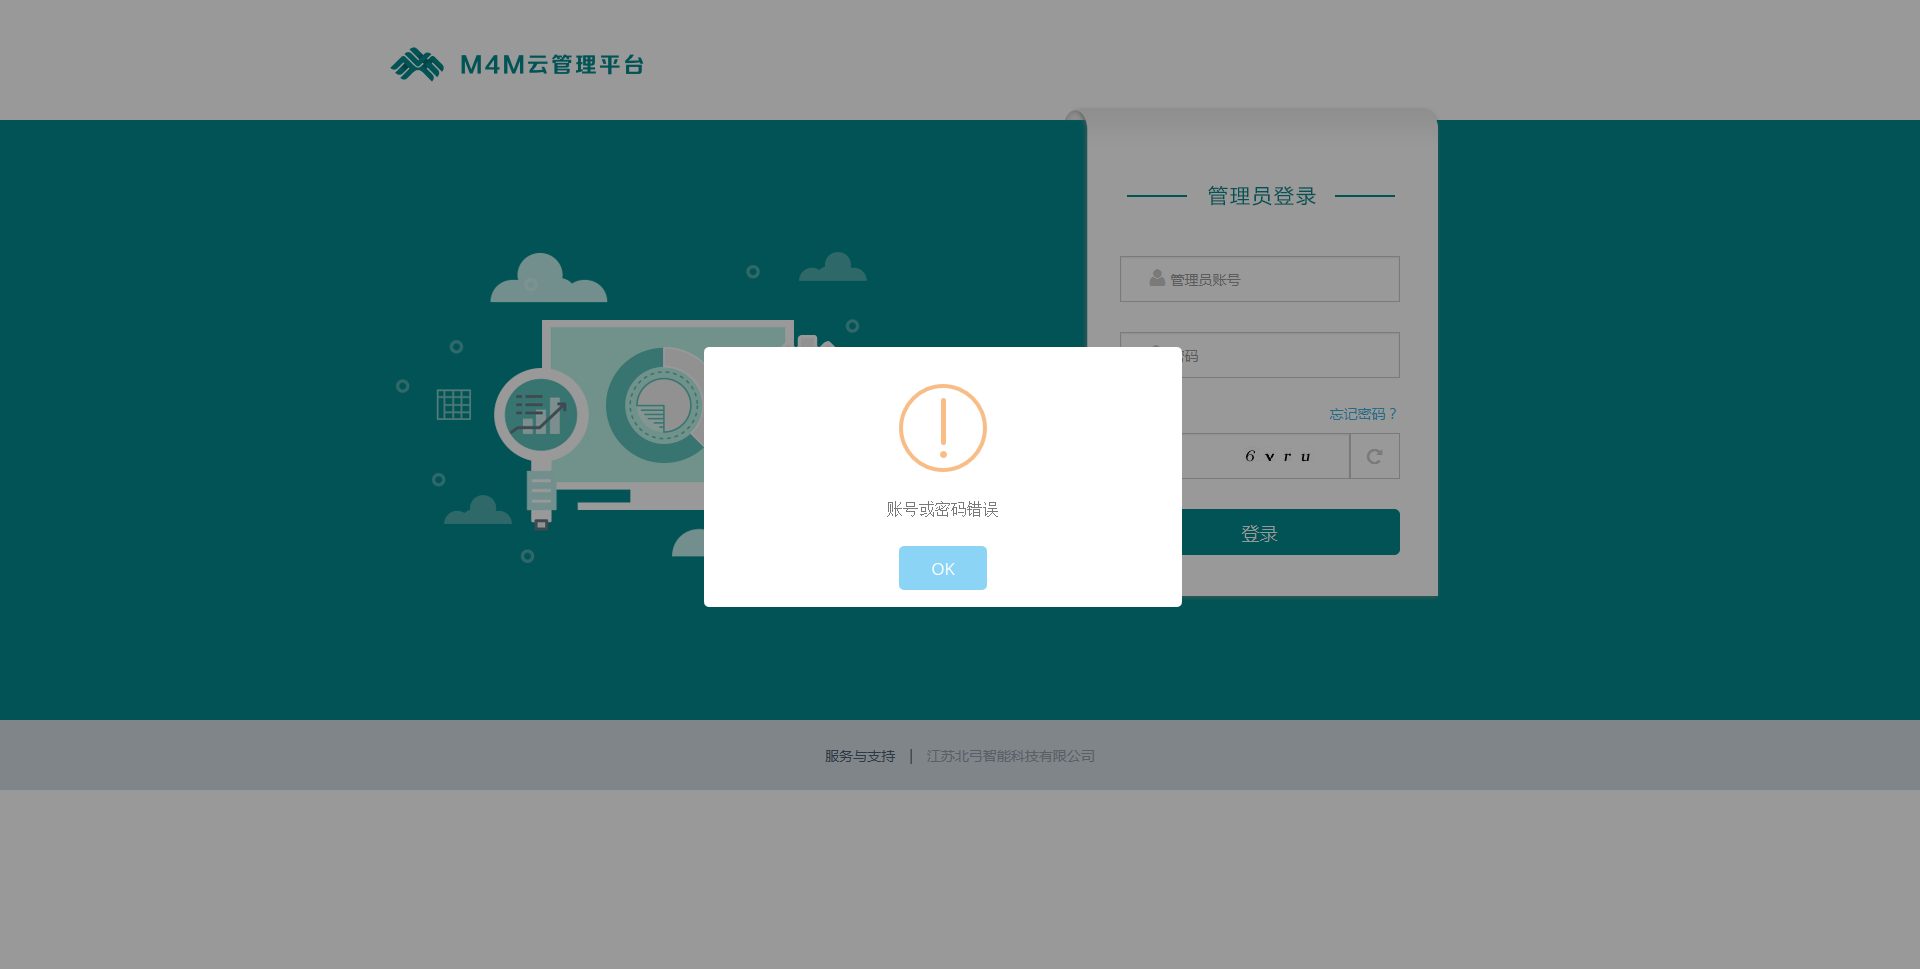 M4M云管理平台
管理员登录
管理员账号
码
忘记密码？
6 v r u
账号或密码错误
OK
登录
服务与支持 | 江苏北弓智能科技有限公司